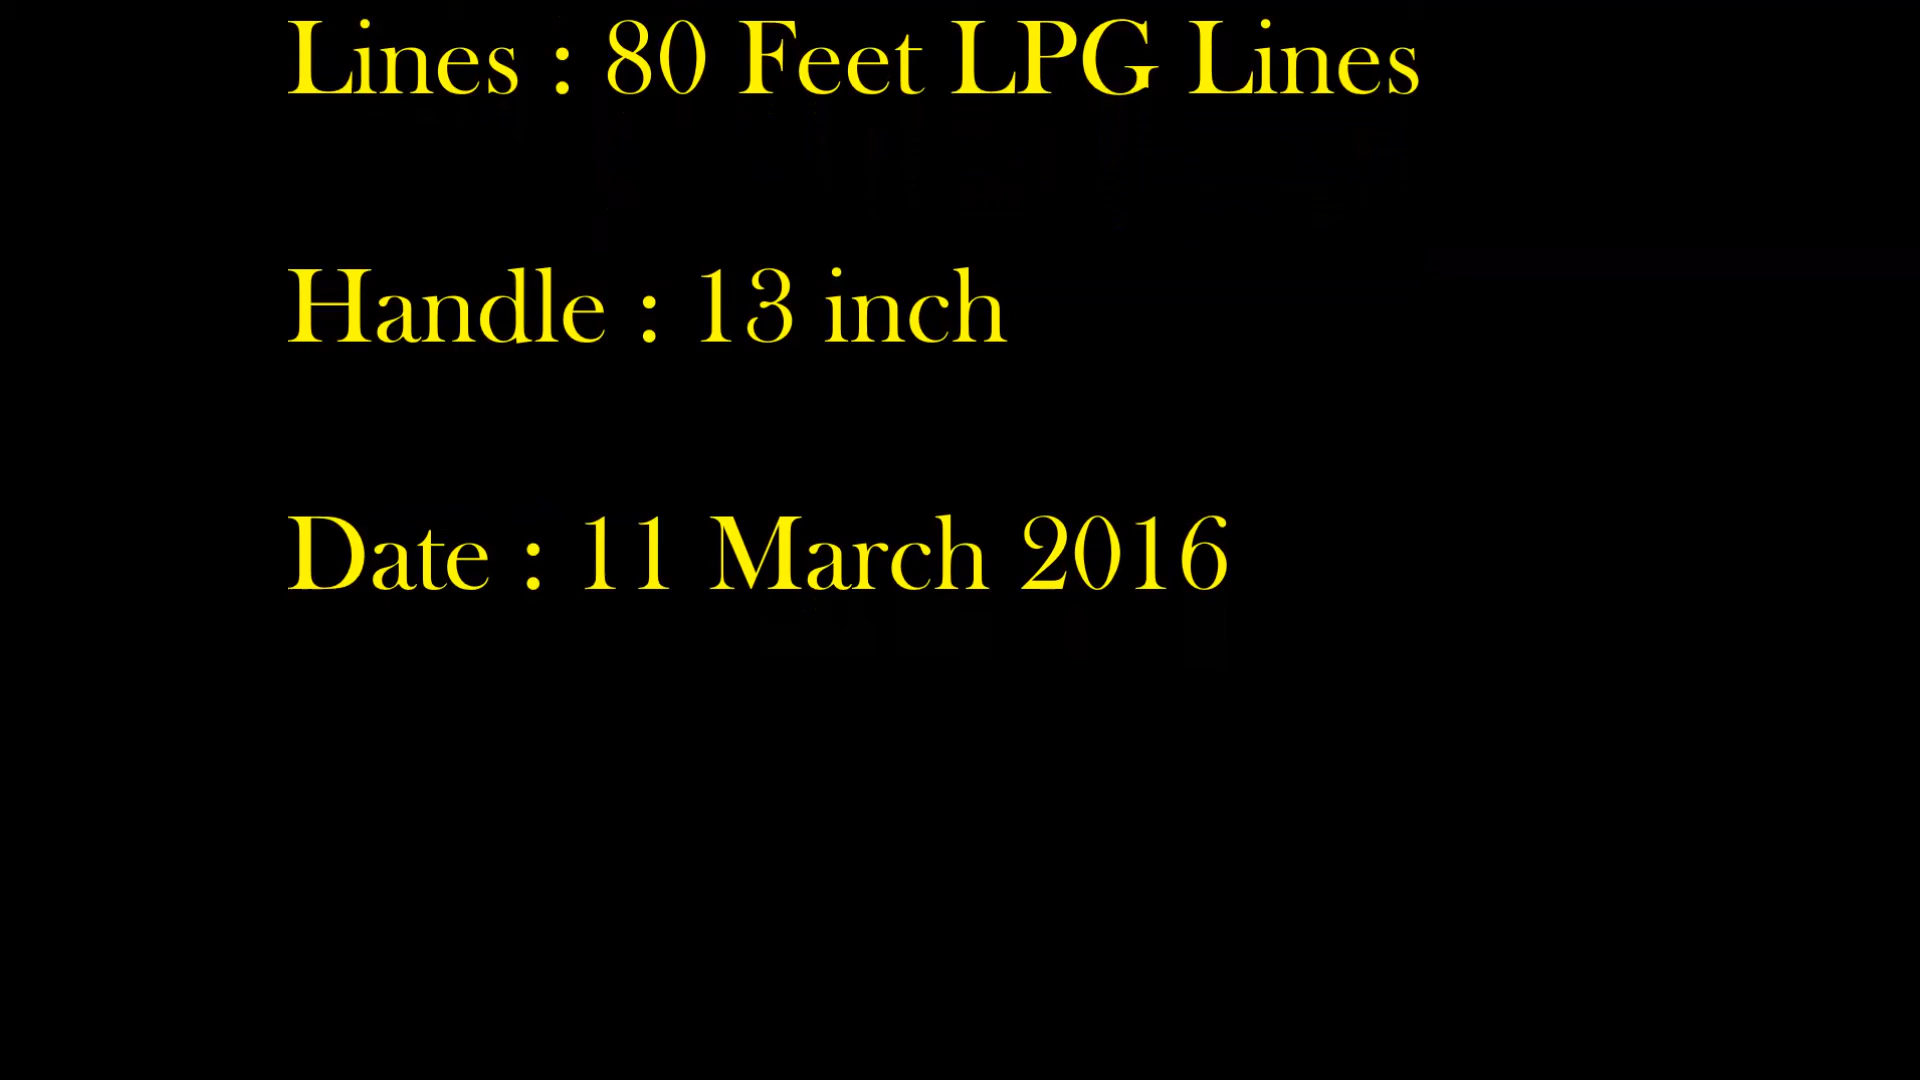 Lines : 80 Feet LPG Lines
Handle : 13 inch
Date : 11 March 2016